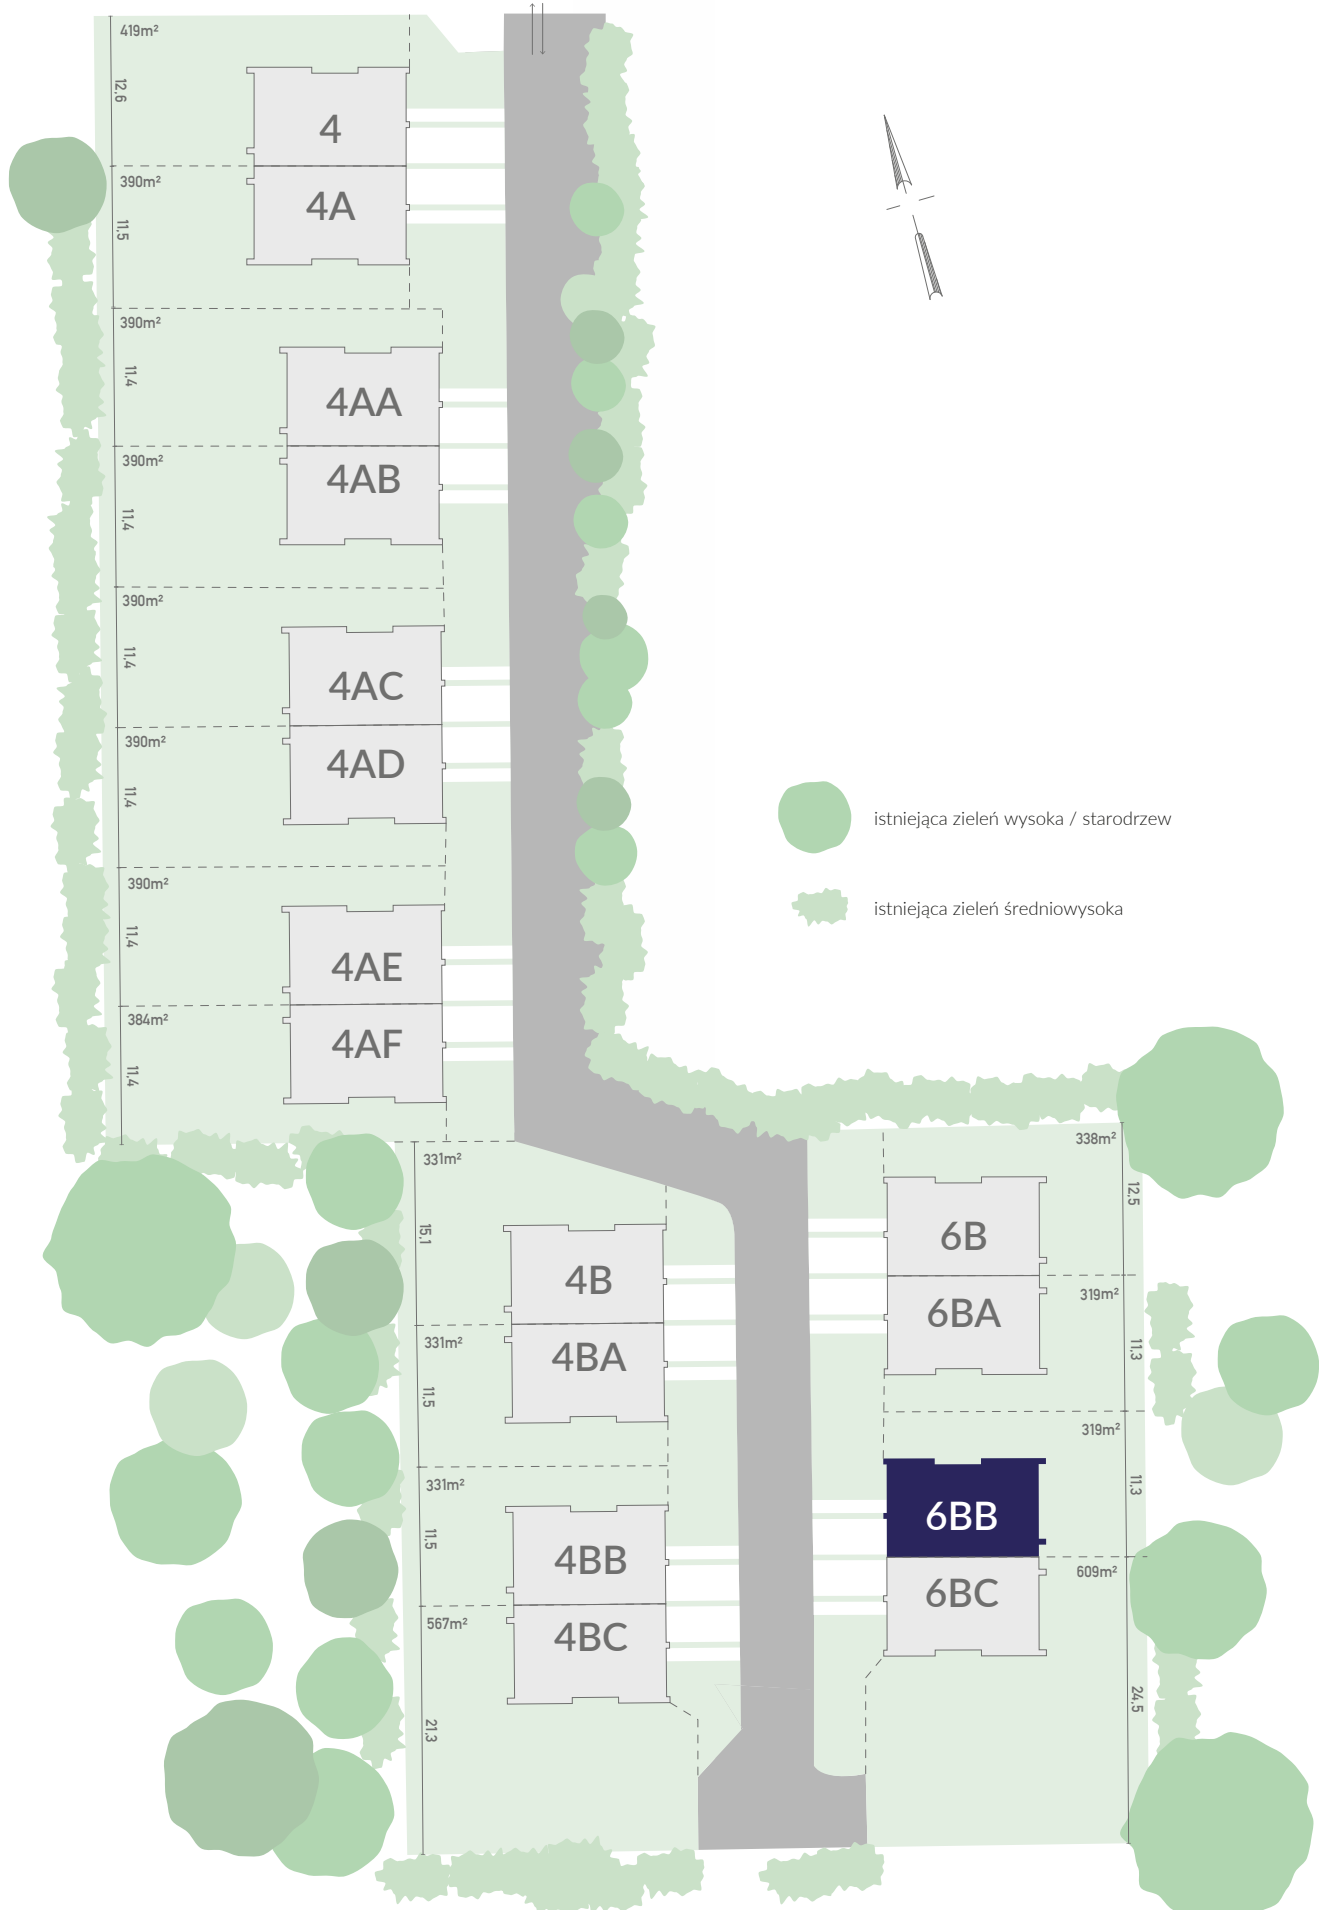 419m²
12,6
4
390m²
4A
11,5
390m²
11,4
4AA
390m²
4AB
11,4
390m²
11,4
4AC
390m²
4AD
11,4
istniejąca zieleń wysoka / starodrzew
390m²
istniejąca zieleń średniowysoka
11,4
4AE
384m²
4AF
11,4
331m²
338m²
15,1
12,5
4B
6B
331m²
319m²
4BA
6BA
11,5
11,3
331m²
319m²
11,5
11,3
4BB
6BB
567m²
609m²
4BC
6BC
21,3
24,5